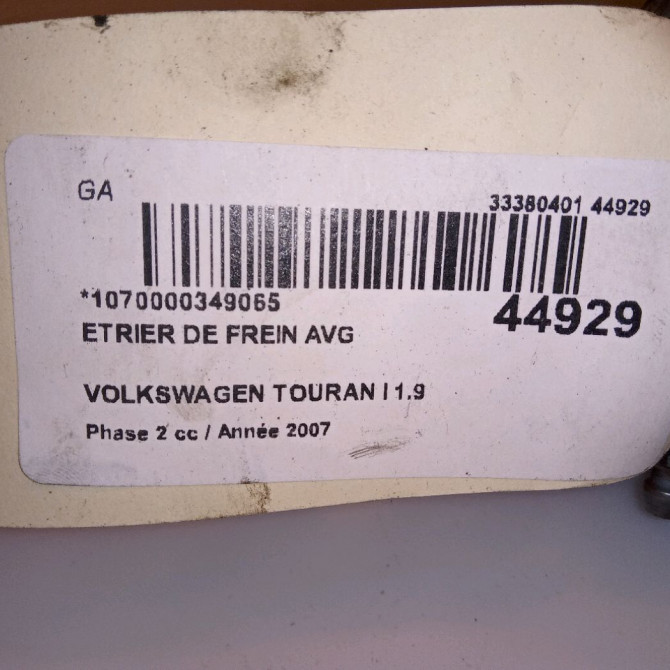 GA
33380401 44929
*1070000349065
44929
ETRIER DE FREIN AVG
VOLKSWAGEN TOURAN I 1.9
Phase 2 cc / Année 2007